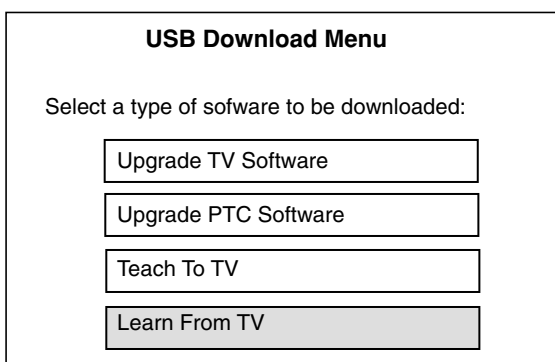 USB Download Menu
Select a type of sofware to be downloaded:
Upgrade TV Software
Upgrade PTC Software
Teach To TV
Learn From TV